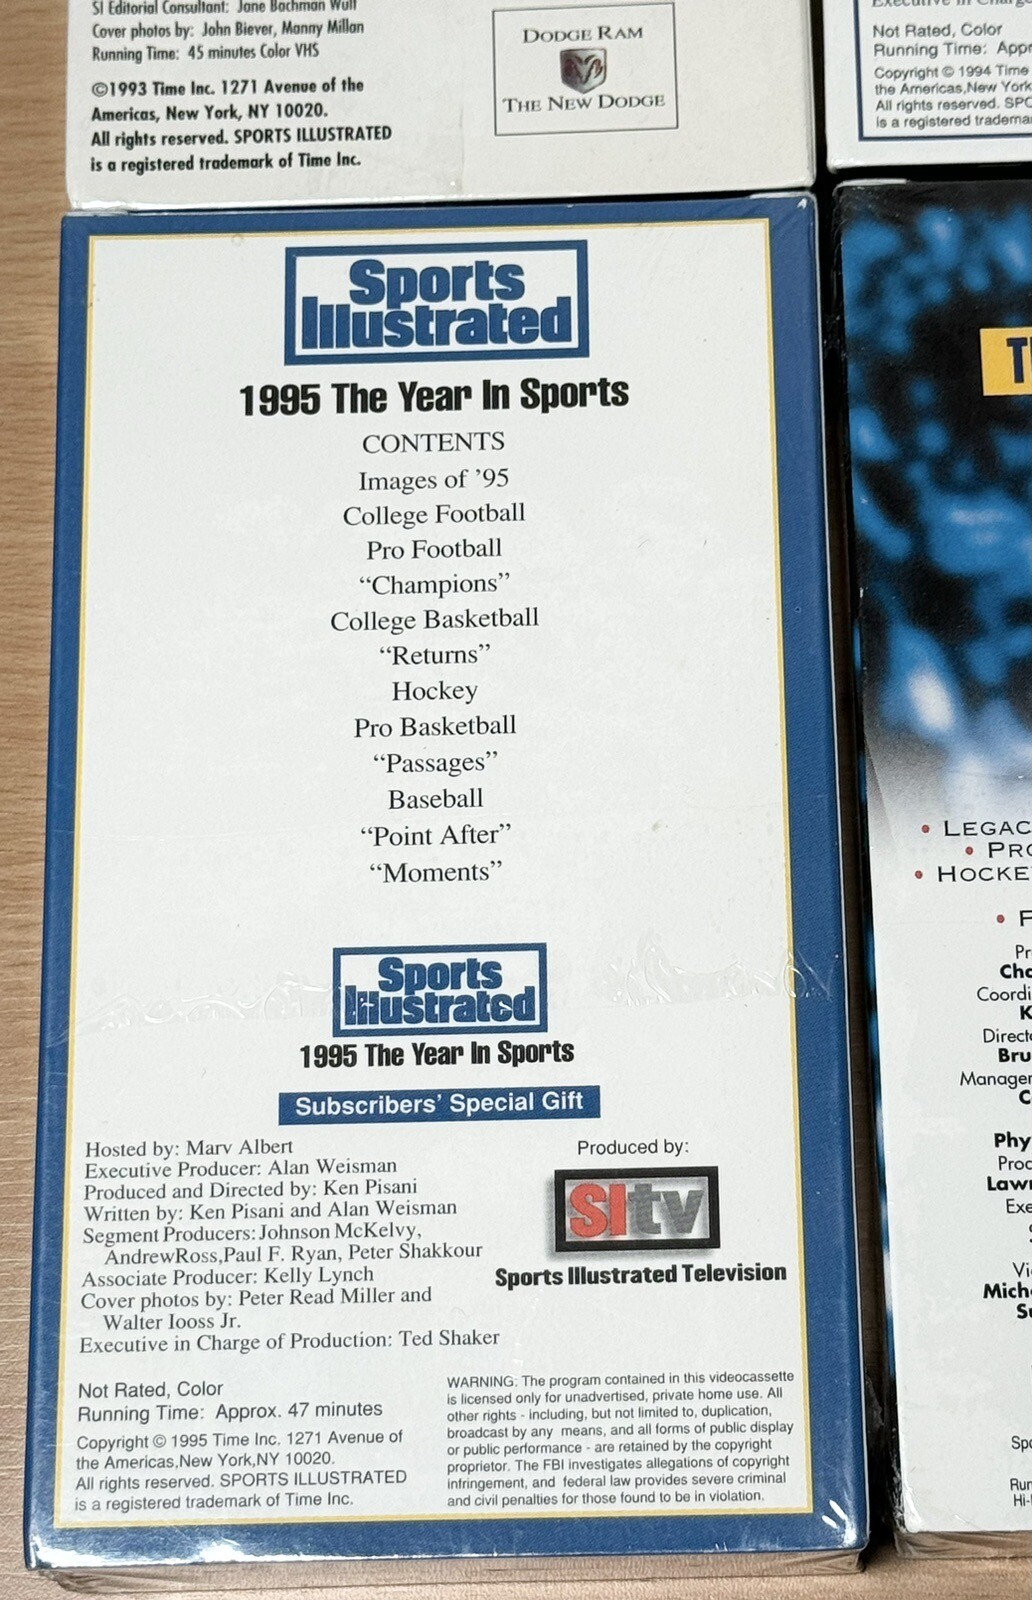 SI Editorial Consultant: Jane Bachman Wulf
Cover photos by: John Biever, Manny Millan
Running Time: 45 minutes Color VHS
©1993 Time Inc. 1271 Avenue of the
Americas, New York, NY 10020.
All rights reserved. SPORTS ILLUSTRATED
is a registered trademark of Time Inc.
DODGE RAM
THE NEW DODGE
Not Rated, Color
Running Time:
Copyright © 1994 Time
the Americas,New York
All rights reserved.
is a registered
Sports
Illustrated
1995 The Year In Sports
CONTENTS
Images of '95
College Football
Pro Football
“Champions”
College Basketball
“Returns”
Hockey
Pro Basketball
“Passages”
Baseball
“Point After”
“Moments”
Sports
Illustrated
1995 The Year In Sports
Subscribers' Special Gift
Hosted by: Marv Albert
Executive Producer: Alan Weisman
Produced and Directed by: Ken Pisani
Written by: Ken Pisani and Alan Weisman
Segment Producers: Johnson McKelvy,
AndrewRoss,Paul F. Ryan, Peter Shakkour
Associate Producer: Kelly Lynch
Cover photos by: Peter Read Miller and
Walter Iooss Jr.
Executive in Charge of Production: Ted Shaker
Produced by:
SItv
Sports Illustrated Television
Not Rated, Color
Running Time: Approx. 47 minutes
Copyright © 1995 Time Inc. 1271 Avenue of
the Americas,New York,NY 10020.
All rights reserved. SPORTS ILLUSTRATED
is a registered trademark of Time Inc.
WARNING: The program contained in this videocassette
is licensed only for unadvertised, private home use. All
other rights - including, but not limited to, duplication,
broadcast by any means, and all forms of public display
or public performance - are retained by the copyright
proprietor. The FBI investigates allegations of copyright
infringement, and federal law provides severe criminal
and civil penalties for those found to be in violation.